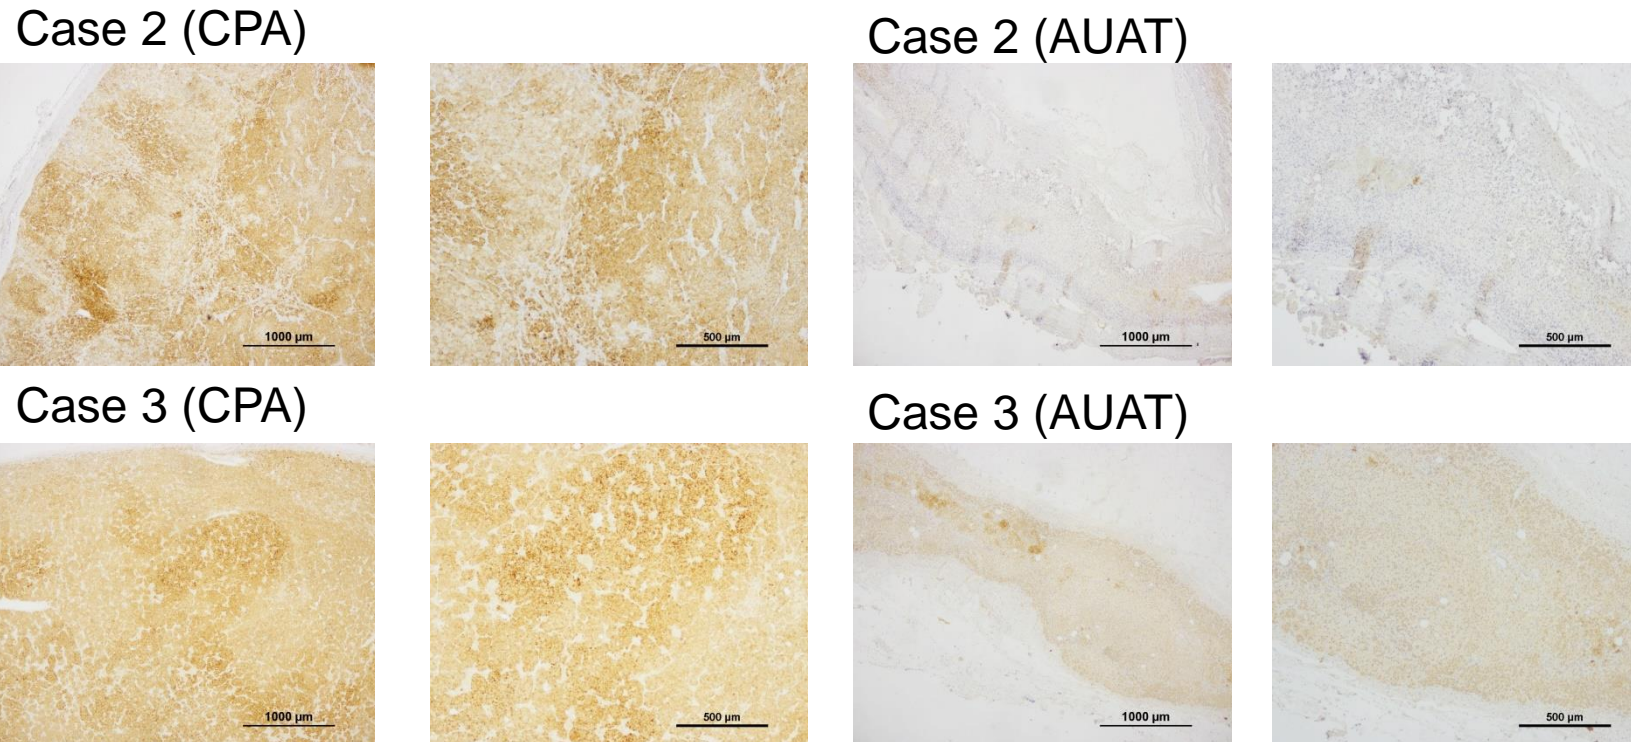 Case 2 (CPA)
Case 2 (AUAT)
1000 µm
500 µm
1000 µm
500 µm
Case 3 (CPA)
Case 3 (AUAT)
1000 µm
500 µm
1000 µm
500 µm